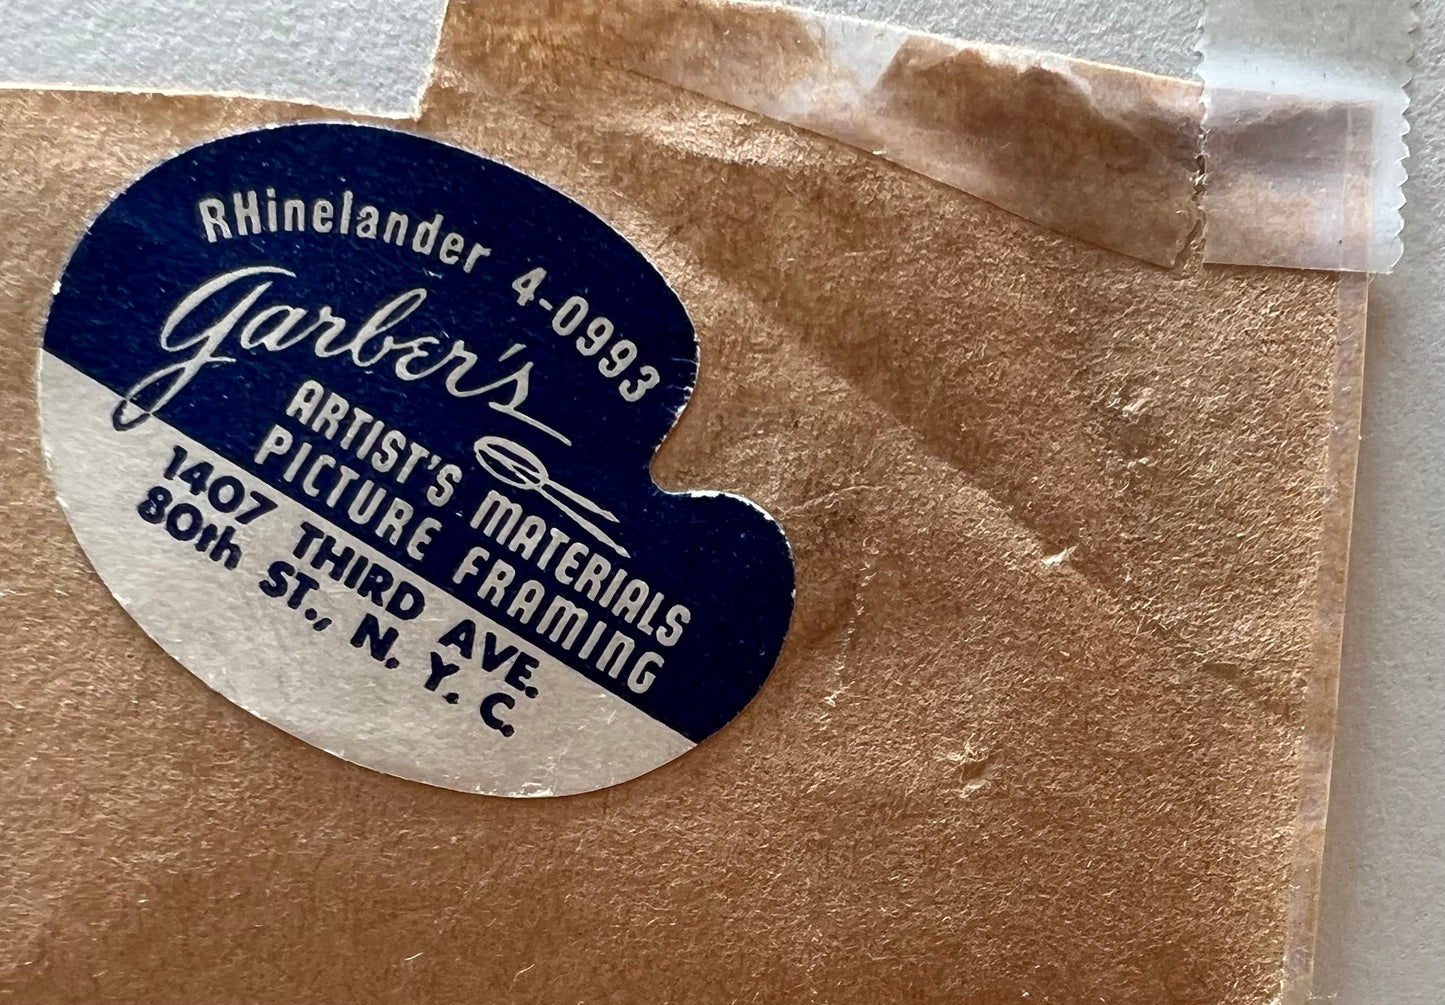 RHinelander 4-0993
Garber's
ARTIST'S MATERIALS
PICTURE FRAMING
1407 THIRD AVE.
80th ST., N. Y. C.